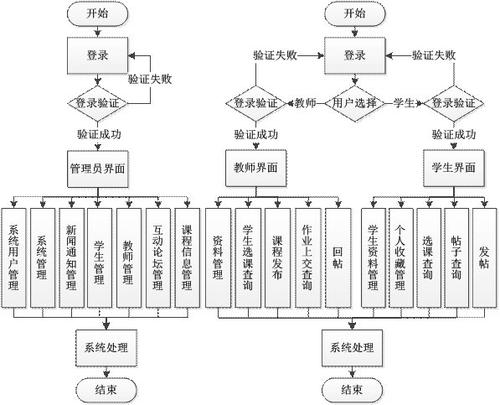 开始
登录
验证失败
登录验证
验证成功
管理员界面
系统用户管理
系统管理
新闻通知管理
学生管理
教师管理
互动论坛管理
课程信息管理
系统处理
结束
开始
验证失败
登录
验证失败
登录验证
教师
用户选择
学生
登录验证
验证成功
验证成功
教师界面
学生界面
资料管理
学生选课查询
课程发布
作业上交查询
回帖
学生资料管理
个人收藏管理
选课查询
帖子查询
发帖
系统处理
结束